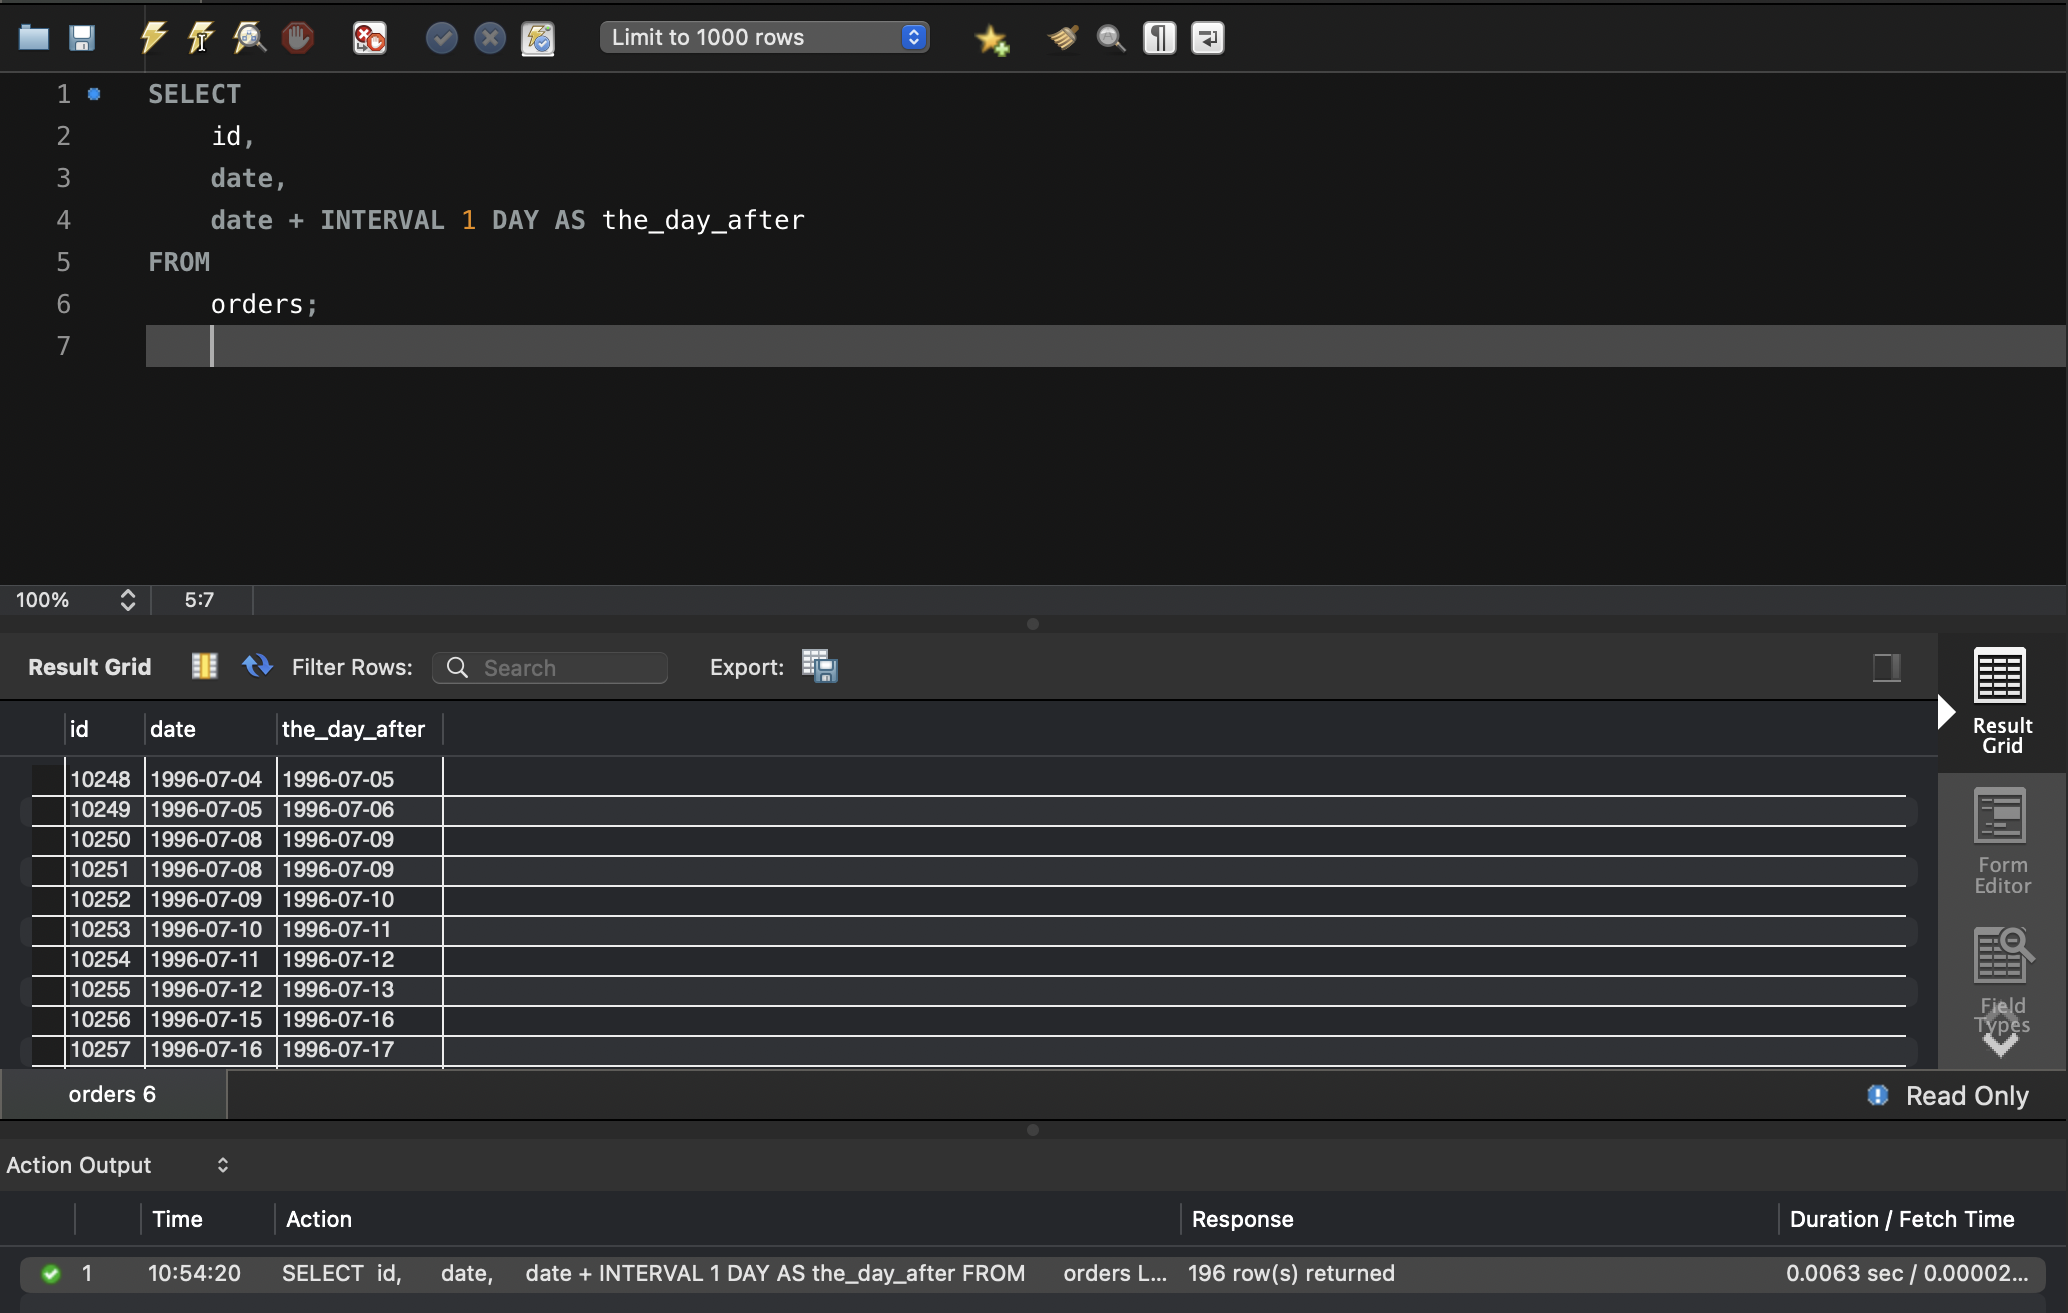 Limit to 1000 rows
1 SELECT
2 id,
3 date,
4 date + INTERVAL 1 DAY AS the_day_after
5 FROM
6 orders;
7
100% 5:7
Result Grid Filter Rows: Search Export:
id date the_day_after
10248 1996-07-04 1996-07-05
10249 1996-07-05 1996-07-06
10250 1996-07-08 1996-07-09
10251 1996-07-08 1996-07-09
10252 1996-07-09 1996-07-10
10253 1996-07-10 1996-07-11
10254 1996-07-11 1996-07-12
10255 1996-07-12 1996-07-13
10256 1996-07-15 1996-07-16
10257 1996-07-16 1996-07-17
Result
Grid
Form
Editor
Field
Types
orders 6 Read Only
Action Output
Time Action Response Duration / Fetch Time
1 10:54:20 SELECT id, date, date + INTERVAL 1 DAY AS the_day_after FROM orders L... 196 row(s) returned 0.0063 sec / 0.00002...